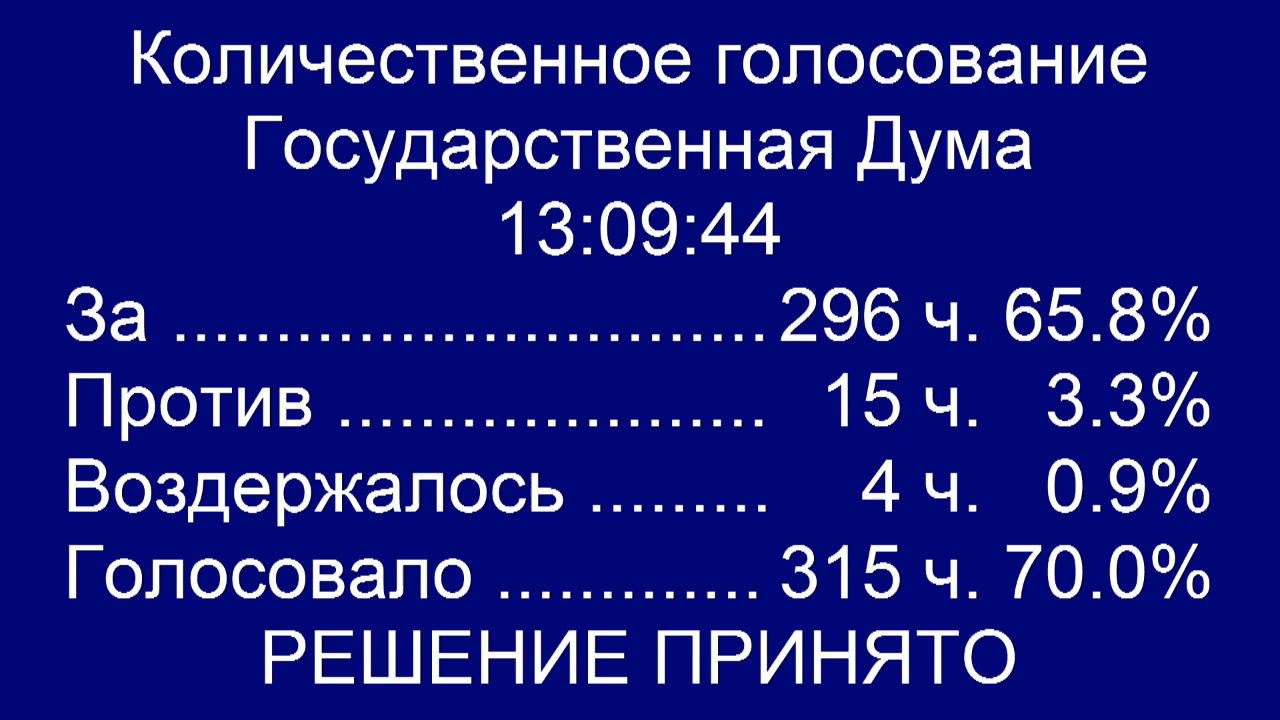 Количественное голосование
Государственная Дума
13:09:44
За ............................. 296 ч. 65.8%
Против ..................... 15 ч. 3.3%
Воздержалось ......... 4 ч. 0.9%
Голосовало ............. 315 ч. 70.0%
РЕШЕНИЕ ПРИНЯТО